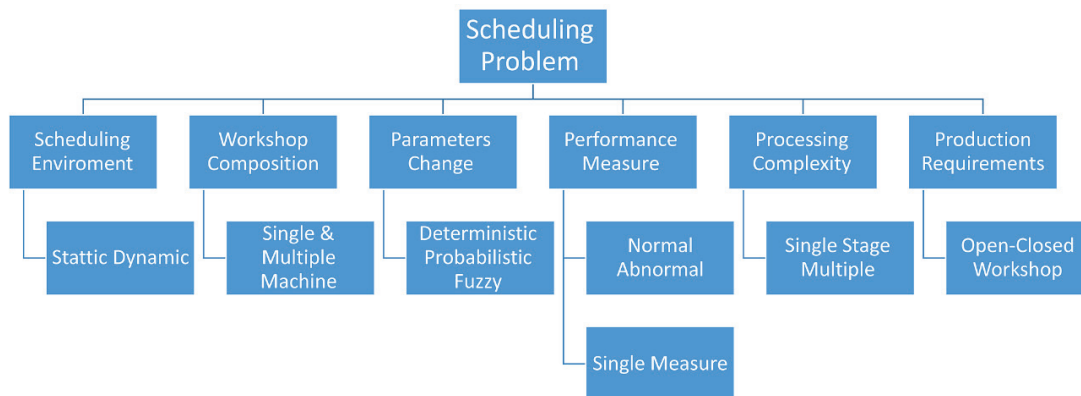 Scheduling
Problem
Scheduling
Enviroment
Stattic Dynamic
Workshop
Composition
Single &
Multiple
Machine
Parameters
Change
Deterministic
Probabilistic
Fuzzy
Performance
Measure
Normal
Abnormal
Single Measure
Processing
Complexity
Single Stage
Multiple
Production
Requirements
Open-Closed
Workshop